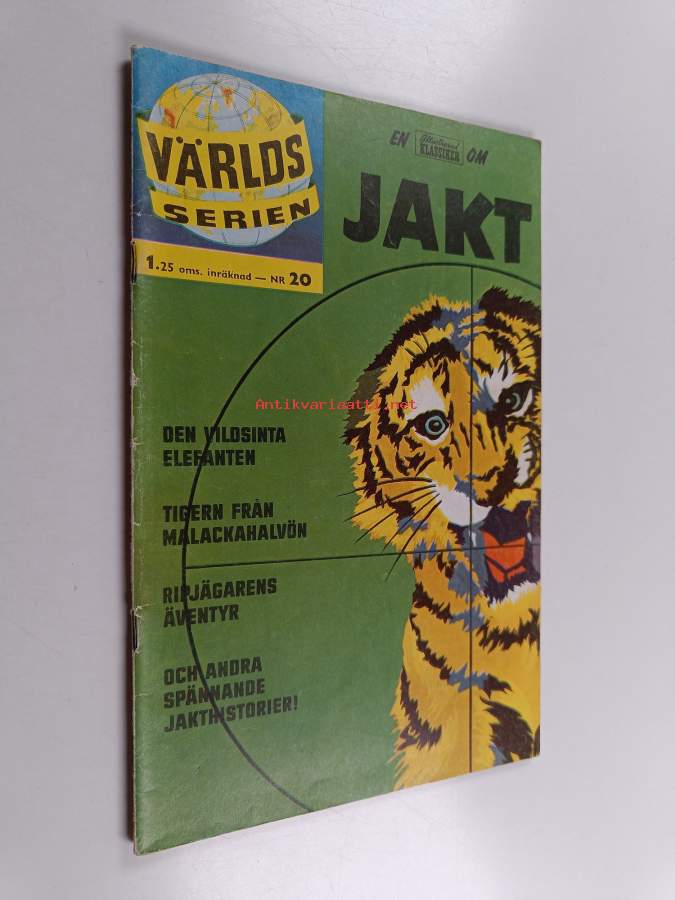 VÄRLDS
SERIEN
1.25 oms. inräknad — NR 20
EN Illustrerad KLASSIKER OM
JAKT
DEN VILDSINTA
ELEFANTEN
TIGERN FRÅN
MALACKAHALVÖN
RIPJÄGARENS
ÄVENTYR
OCH ANDRA
SPÄNNANDE
JAKTHISTORIER!
Antikvariaatti.net